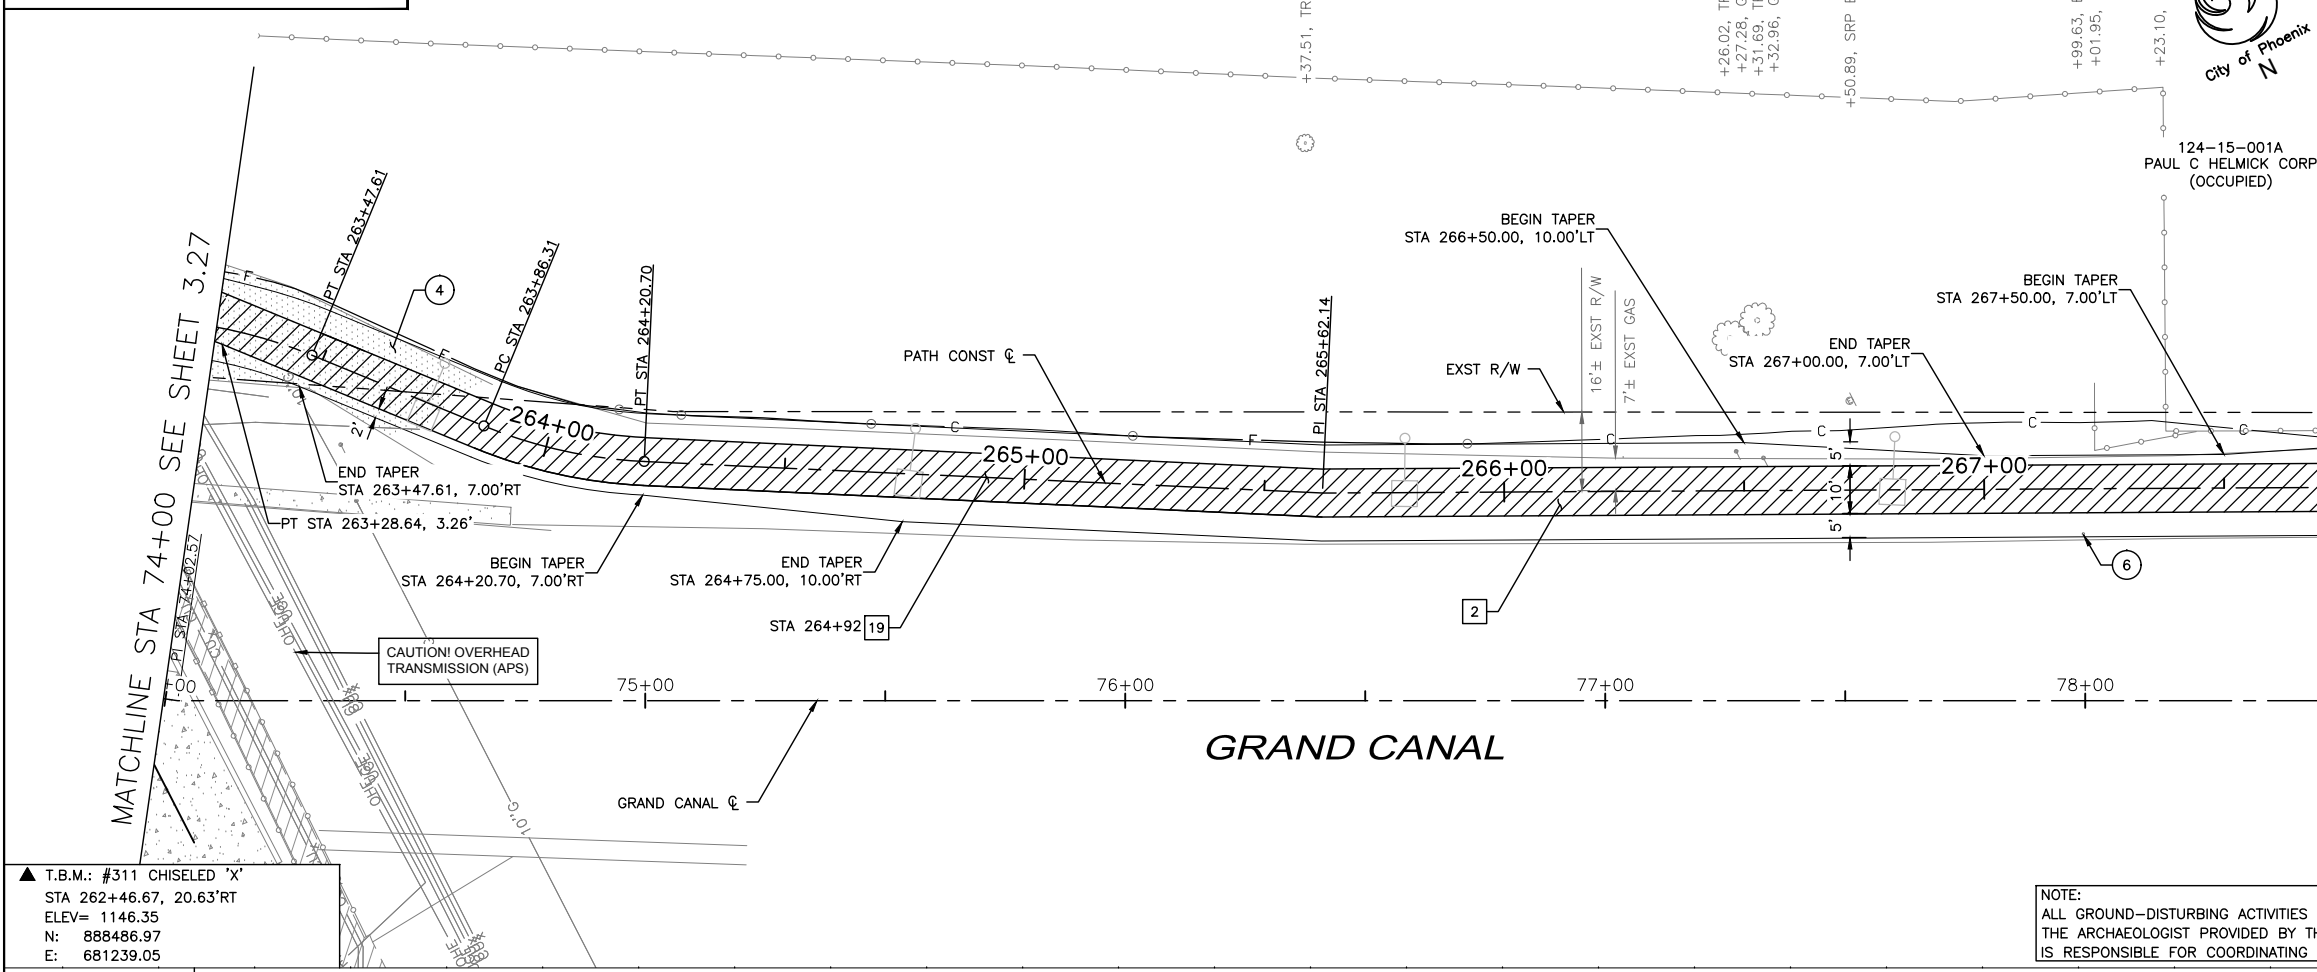 +37.51, TR
+26.02, TR
+27.28, G
+31.69, TR
+32.96, G
+50.89, SRP E
+99.63, E
+01.95,
+23.10,
City of Phoenix
N
124-15-001A
PAUL C HELMICK CORP
(OCCUPIED)
MATCHLINE STA 74+00 SEE SHEET 3.27
PT STA 263+47.61
4
PC STA 263+86.31
PT STA 264+20.70
PI STA 265+62.14
BEGIN TAPER
STA 266+50.00, 10.00'LT
BEGIN TAPER
STA 267+50.00, 7.00'LT
END TAPER
STA 267+00.00, 7.00'LT
PATH CONST ℄
EXST R/W
16'± EXST R/W
7'± EXST GAS
F
F
C
F
C
C
C
C
264+00
265+00
266+00
267+00
2'
5'
10'
5'
END TAPER
STA 263+47.61, 7.00'RT
PT STA 263+28.64, 3.26'
BEGIN TAPER
STA 264+20.70, 7.00'RT
END TAPER
STA 264+75.00, 10.00'RT
STA 264+92 19
2
6
PI STA 74+02.57
CAUTION! OVERHEAD
TRANSMISSION (APS)
+00
75+00
76+00
77+00
78+00
GRAND CANAL
GRAND CANAL ℄
10"G
OHE
OHE
OHE
▲ T.B.M.: #311 CHISELED 'X'
STA 262+46.67, 20.63'RT
ELEV= 1146.35
N: 888486.97
E: 681239.05
NOTE:
ALL GROUND-DISTURBING ACTIVITIES
THE ARCHAEOLOGIST PROVIDED BY TH
IS RESPONSIBLE FOR COORDINATING